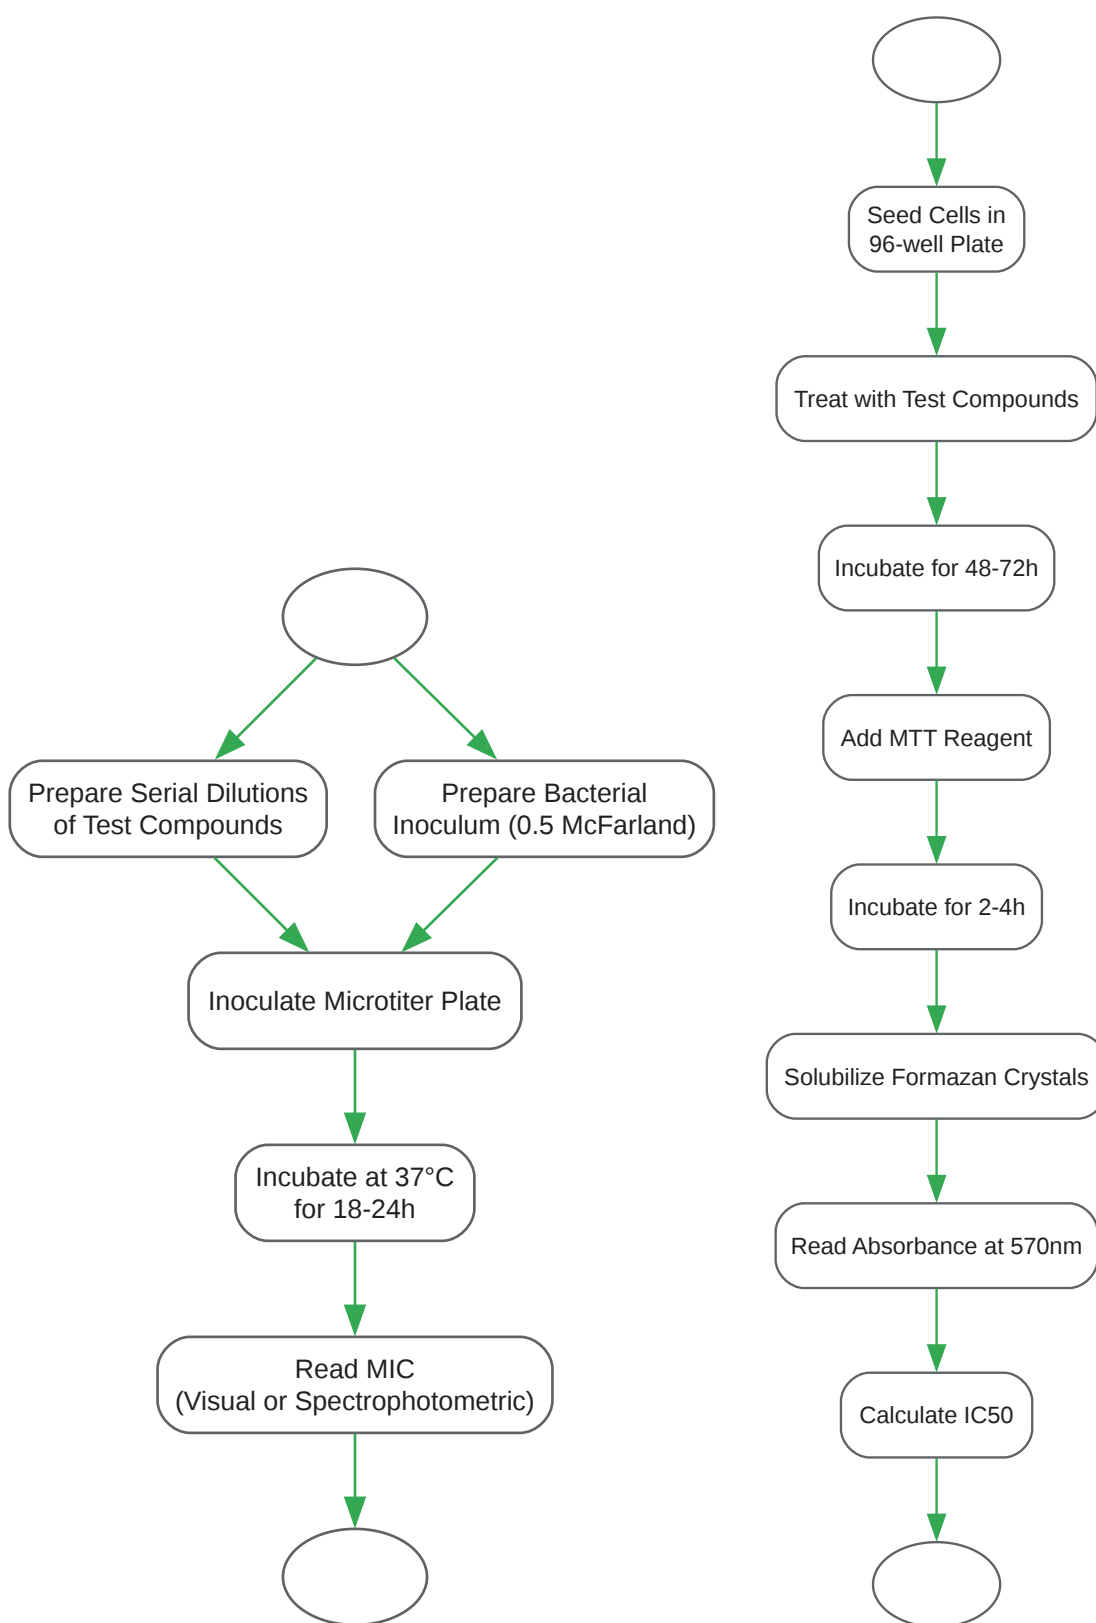 Prepare Serial Dilutions
of Test Compounds
Prepare Bacterial
Inoculum (0.5 McFarland)
Inoculate Microtiter Plate
Incubate at 37°C
for 18-24h
Read MIC
(Visual or Spectrophotometric)
Seed Cells in
96-well Plate
Treat with Test Compounds
Incubate for 48-72h
Add MTT Reagent
Incubate for 2-4h
Solubilize Formazan Crystals
Read Absorbance at 570nm
Calculate IC50